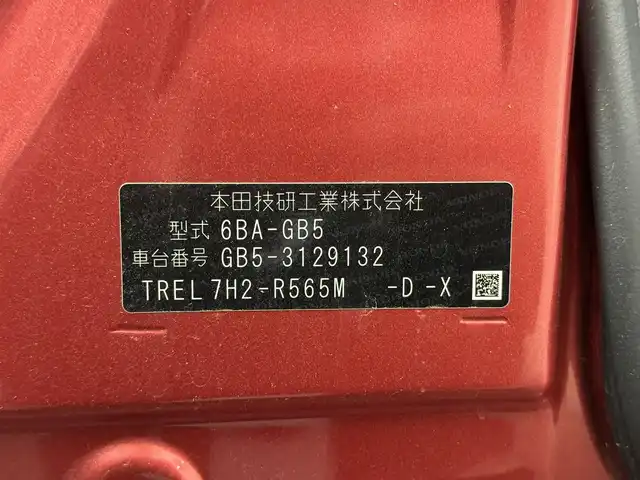 本田技研工業株式会社
型式 6BA-GB5
車台番号 GB5-3129132
TREL 7H2-R565M -D -X